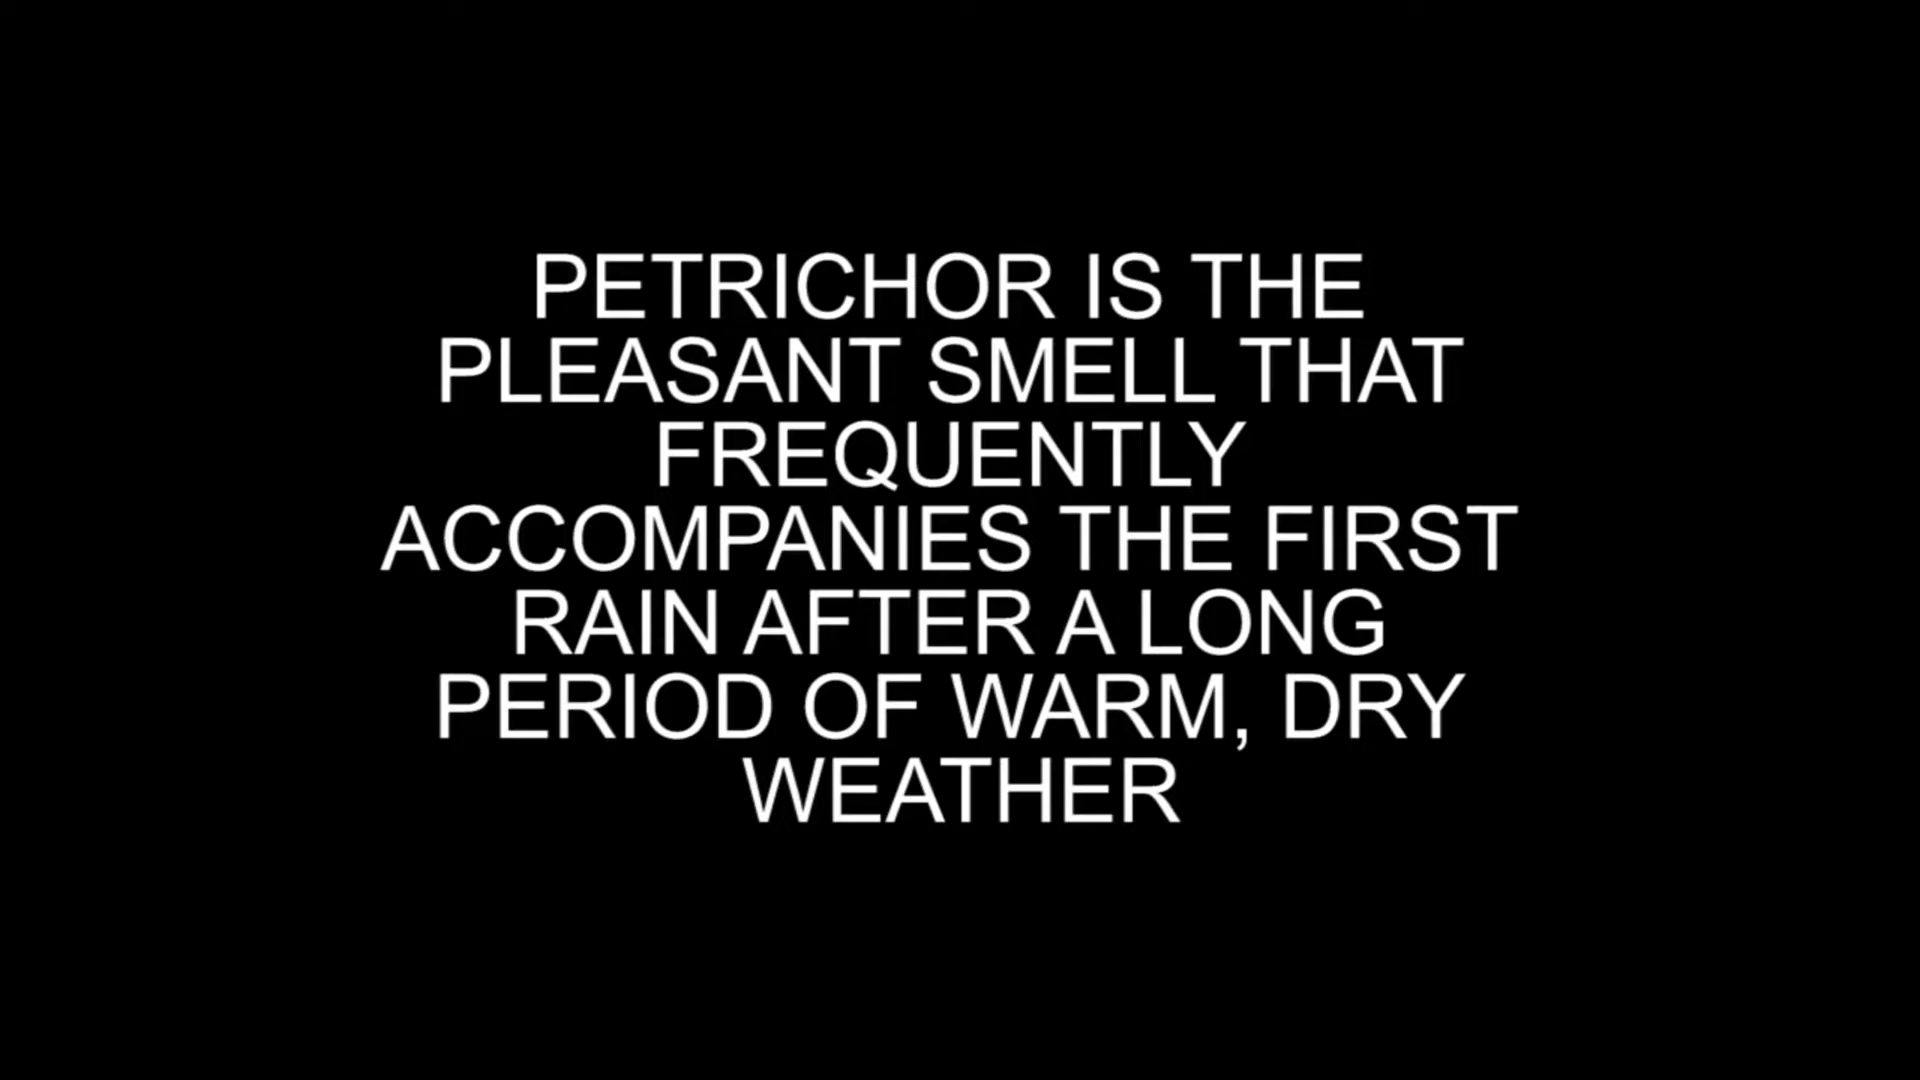 PETRICHOR IS THE
PLEASANT SMELL THAT
FREQUENTLY
ACCOMPANIES THE FIRST
RAIN AFTER A LONG
PERIOD OF WARM, DRY
WEATHER